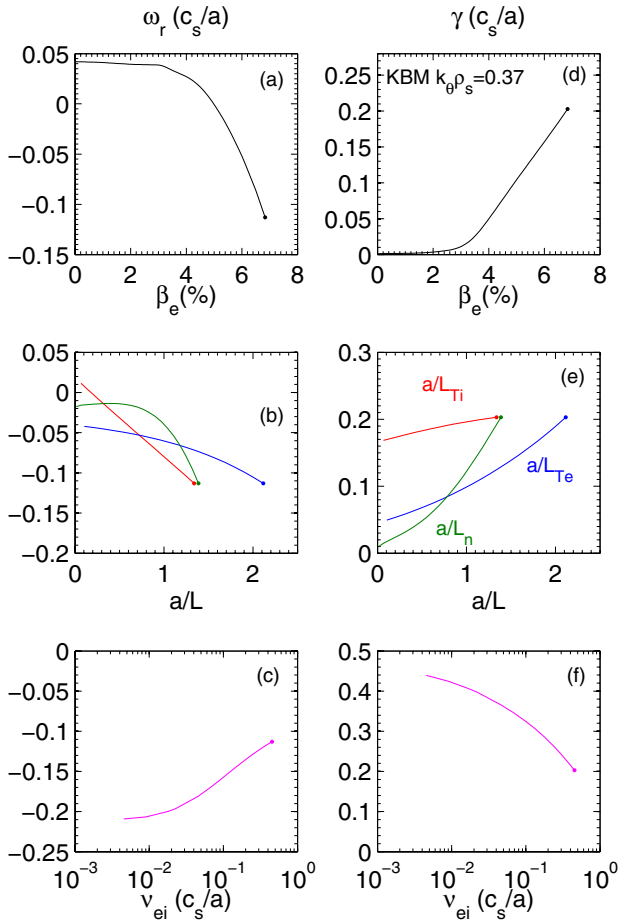 ω_r (c_s/a)
γ (c_s/a)
0.05
0
−0.05
−0.1
−0.15
(a)
0 2 4 6 8
β_e(%)
0.25
0.2
0.15
0.1
0.05
0
KBM k_θρ_s=0.37
(d)
0 2 4 6 8
β_e(%)
0.05
0
−0.05
−0.1
−0.15
−0.2
(b)
0 1 2
a/L
0.3
0.2
0.1
0
(e)
a/L_Ti
a/L_Te
a/L_n
0 1 2
a/L
0
−0.05
−0.1
−0.15
−0.2
−0.25
(c)
10^−3 10^−2 10^−1 10^0
ν_ei (c_s/a)
0.5
0.4
0.3
0.2
0.1
0
(f)
10^−3 10^−2 10^−1 10^0
ν_ei (c_s/a)